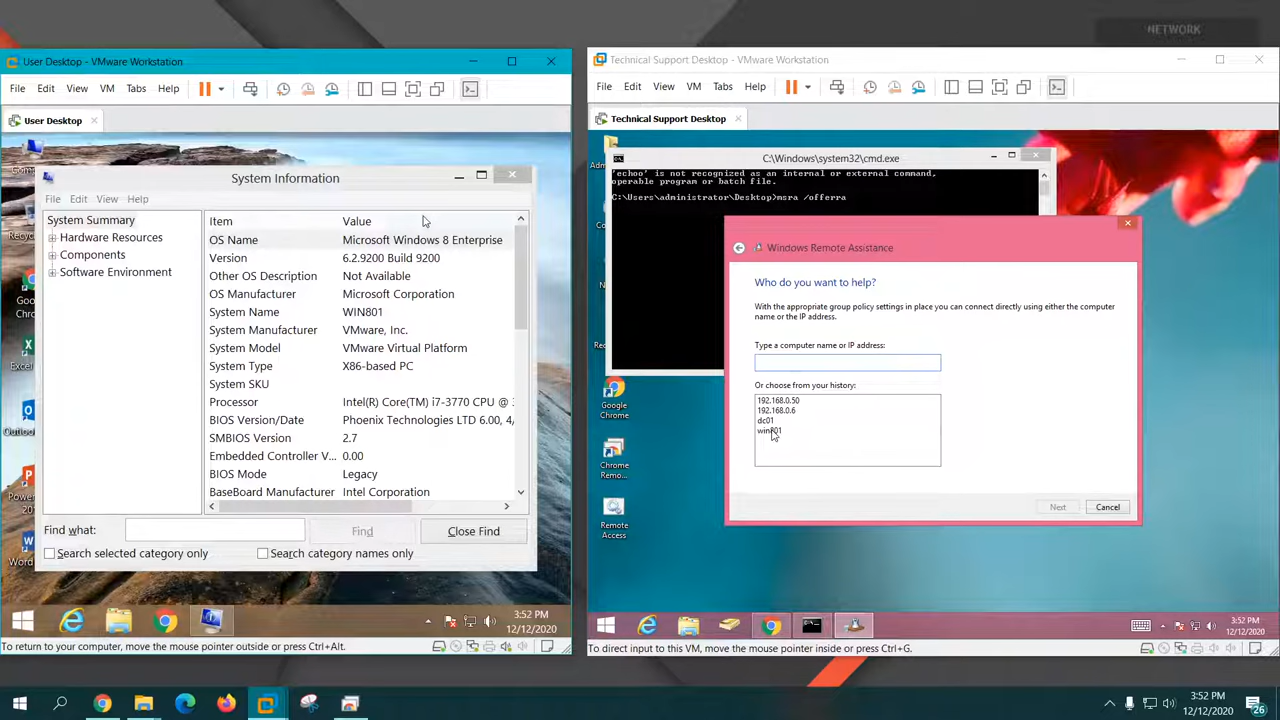 NETWORK
User Desktop - VMware Workstation
File Edit View VM Tabs Help
User Desktop
System Information
File Edit View Help
System Summary
Hardware Resources
Components
Software Environment
Item Value
OS Name Microsoft Windows 8 Enterprise
Version 6.2.9200 Build 9200
Other OS Description Not Available
OS Manufacturer Microsoft Corporation
System Name WIN801
System Manufacturer VMware, Inc.
System Model VMware Virtual Platform
System Type X86-based PC
System SKU
Processor Intel(R) Core(TM) i7-3770 CPU @ 3
BIOS Version/Date Phoenix Technologies LTD 6.00, 4/
SMBIOS Version 2.7
Embedded Controller V... 0.00
BIOS Mode Legacy
BaseBoard Manufacturer Intel Corporation
Find what: Find Close Find
Search selected category only Search category names only
Recyc
Chro
Exce
Outloo
Power
20
Word
3:52 PM
12/12/2020
To return to your computer, move the mouse pointer outside or press Ctrl+Alt.
Technical Support Desktop - VMware Workstation
File Edit View VM Tabs Help
Technical Support Desktop
C:\Windows\system32\cmd.exe
'echoo' is not recognized as an internal or external command,
operable program or batch file.
C:\Users\administrator\Desktop>msra /offerra
Windows Remote Assistance
Who do you want to help?
With the appropriate group policy settings in place you can connect directly using either the computer
name or the IP address.
Type a computer name or IP address:
Or choose from your history:
192.168.0.50
192.168.0.6
dc01
win801
Next Cancel
Google
Chrome
Chrome
Remo...
Remote
Access
3:52 PM
12/12/2020
To direct input to this VM, move the mouse pointer inside or press Ctrl+G.
3:52 PM
12/12/2020
26